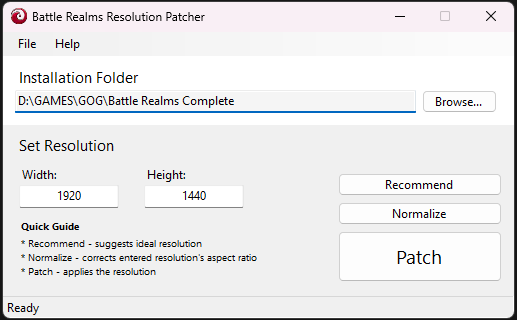 Battle Realms Resolution Patcher
File Help
Installation Folder
D:\GAMES\GOG\Battle Realms Complete
Browse...
Set Resolution
Width: Height:
1920 1440
Recommend
Normalize
Patch
Quick Guide
* Recommend - suggests ideal resolution
* Normalize - corrects entered resolution's aspect ratio
* Patch - applies the resolution
Ready